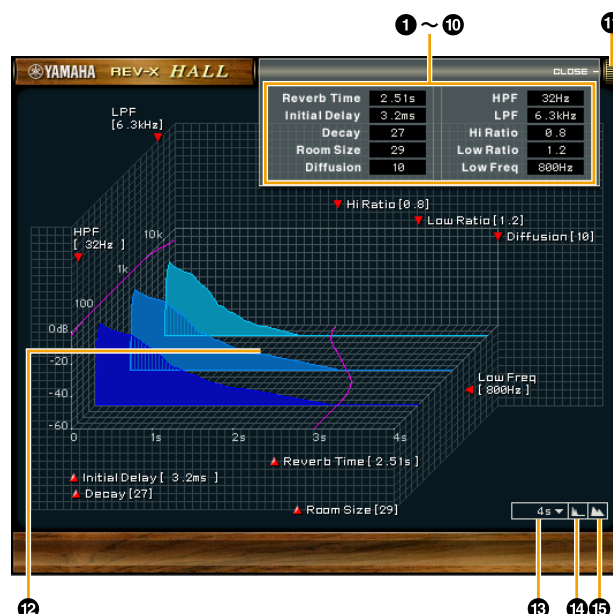 ❶～❿
⓫
YAMAHA REV-X HALL
CLOSE
Reverb Time 2.51s HPF 32Hz
Initial Delay 3.2ms LPF 6.3kHz
Decay 27 Hi Ratio 0.8
Room Size 29 Low Ratio 1.2
Diffusion 10 Low Freq 800Hz
LPF
[6.3kHz]
Hi Ratio [0.8]
Low Ratio [1.2]
Diffusion [10]
HPF
[ 32Hz ]
10k
1k
100
0dB
-20
-40
-60
0 1s 2s 3s 4s
Low Freq
[ 800Hz ]
Reverb Time [ 2.51s]
Initial Delay [ 3.2ms ]
Decay [27]
Room Size [29]
4s
⓬ ⓭ ⓮ ⓯